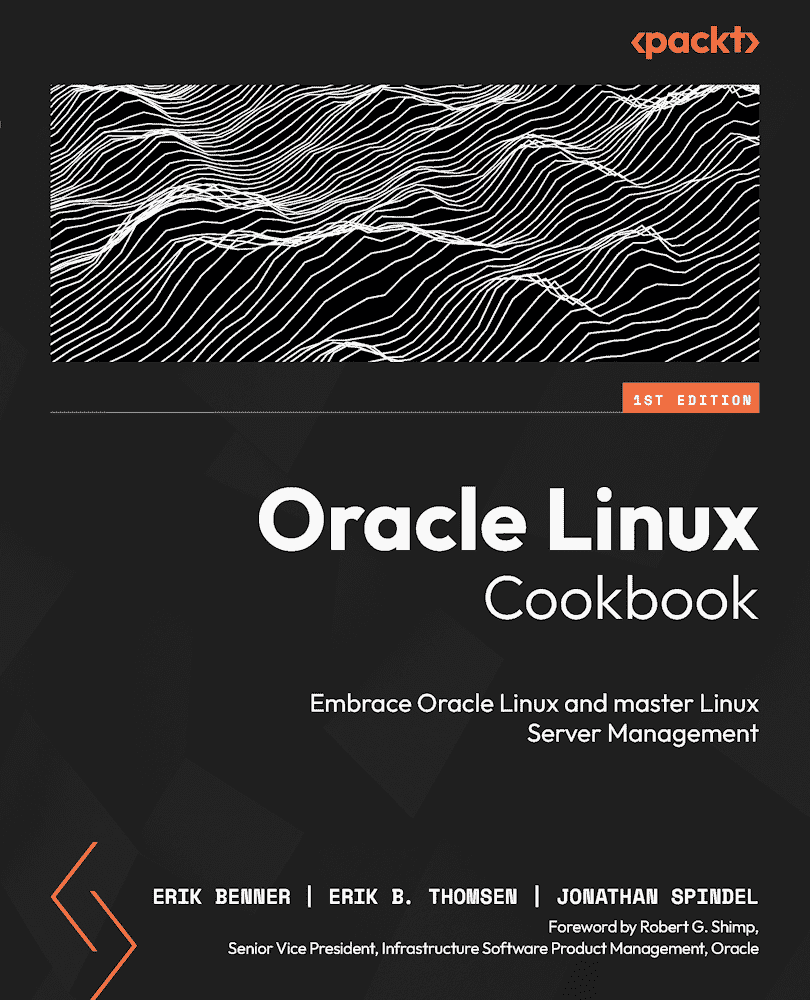 <packt>
1ST EDITION
Oracle Linux
Cookbook
Embrace Oracle Linux and master Linux
Server Management
ERIK BENNER | ERIK B. THOMSEN | JONATHAN SPINDEL
Foreword by Robert G. Shimp,
Senior Vice President, Infrastructure Software Product Management, Oracle